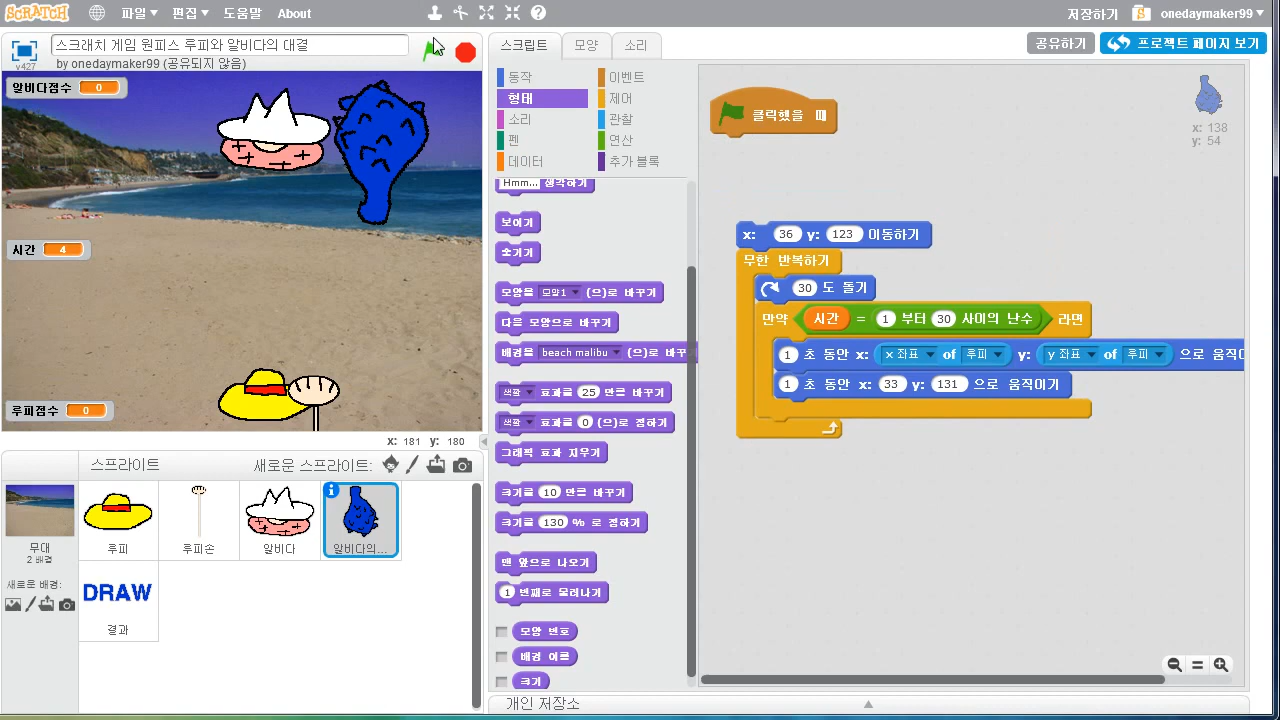 SCRATCH 파일▼ 편집▼ 도움말 About 저장하기 onedaymaker99▼
스크래치 게임 원피스 루피와 알비다의 대결
by onedaymaker99 (공유되지 않음)
v427
스크립트 모양 소리
공유하기 프로젝트 페이지 보기
알비다점수 0
시간 4
루피점수 0
x: 181 y: 180
동작 이벤트
형태 제어
소리 관찰
펜 연산
데이터 추가 블록
Hmm... 생각하기
보이기
숨기기
모양을 모양1 (으)로 바꾸기
다음 모양으로 바꾸기
배경을 beach malibu (으)로 바꾸
색깔 효과를 25 만큼 바꾸기
색깔 효과를 0 (으)로 정하기
그래픽 효과 지우기
크기를 10 만큼 바꾸기
크기를 130 % 로 정하기
맨 앞으로 나오기
1 번째로 물러나기
모양 번호
배경 이름
크기
클릭했을 때
x: 138
y: 54
x: 36 y: 123 이동하기
무한 반복하기
30 도 돌기
만약 시간 = 1 부터 30 사이의 난수 라면
1 초 동안 x: x 좌표 of 루피 y: y 좌표 of 루피 으로 움직이
1 초 동안 x: 33 y: 131 으로 움직이기
스프라이트 새로운 스프라이트:
무대
2 배경
새로운 배경:
루피 루피손 알비다 알비다의...
DRAW
결과
개인 저장소